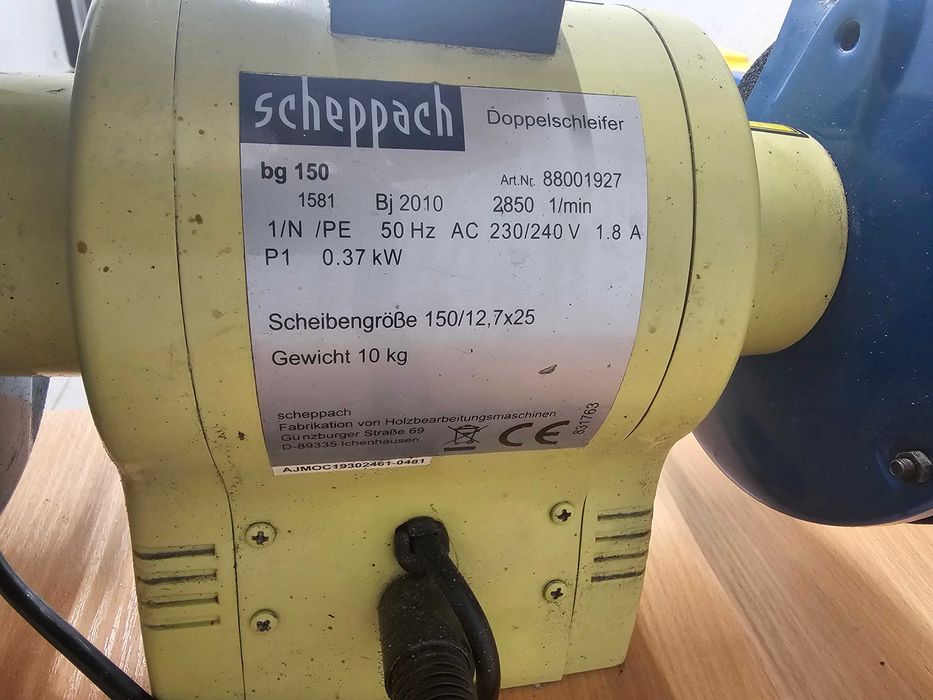 scheppach
Doppelschleifer
bg 150 Art.Nr. 88001927
1581 Bj 2010 2850 1/min
1/N /PE 50 Hz AC 230/240 V 1.8 A
P1 0.37 kW
Scheibengröße 150/12,7x25
Gewicht 10 kg
scheppach
Fabrikation von Holzbearbeitungsmaschinen
Günzburger Straße 69
D-89335 Ichenhausen
CE
831763
AJMOC19302461-0481